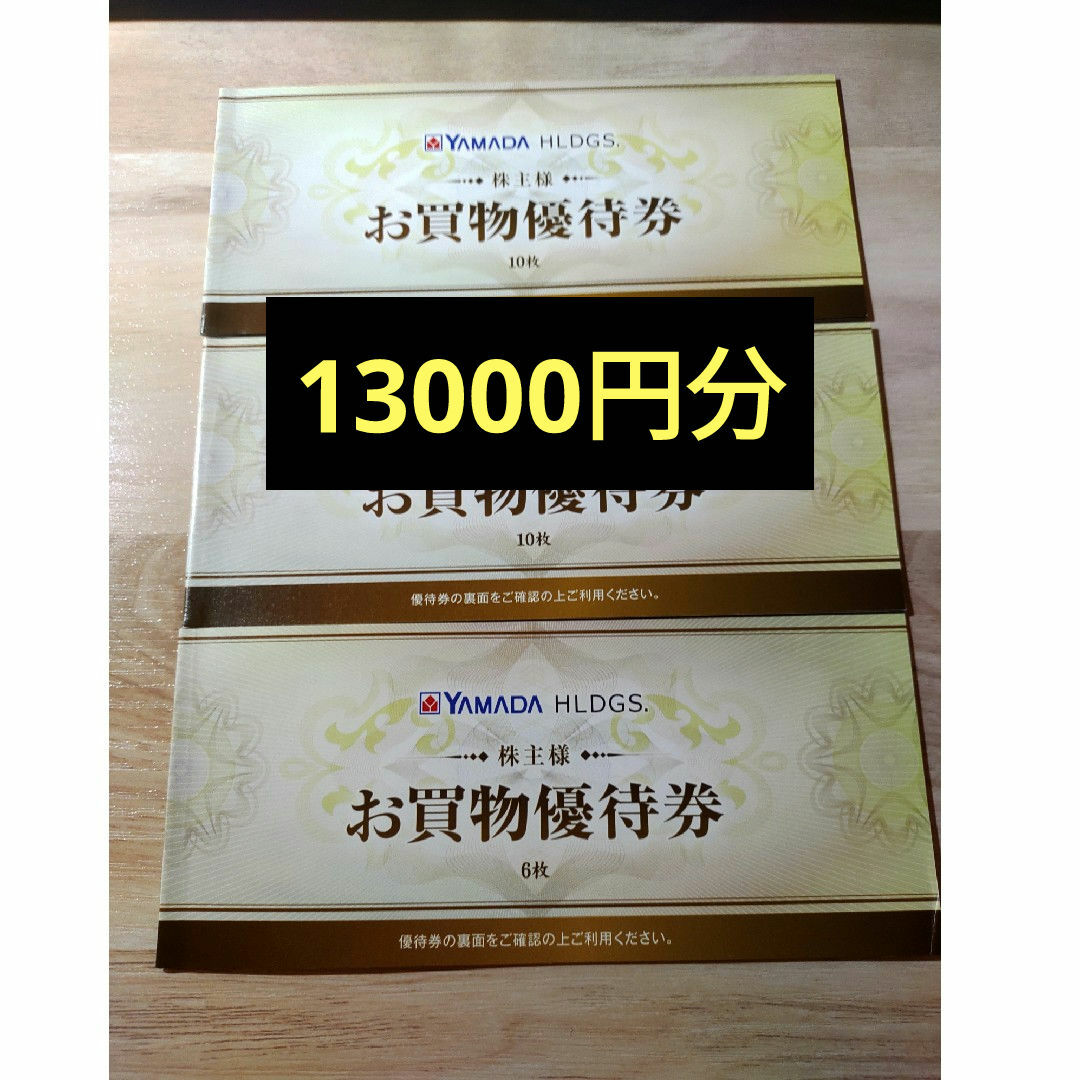 YAMADA HLDGS.
株主様
お買物優待券
10枚
13000円分
お買物優待券
10枚
優待券の裏面をご確認の上ご利用ください。
YAMADA HLDGS.
株主様
お買物優待券
6枚
優待券の裏面をご確認の上ご利用ください。